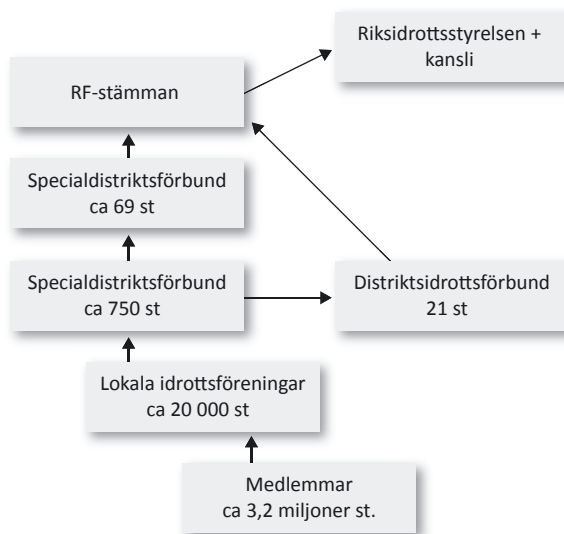 Riksidrottsstyrelsen +
kansli
RF-stämman
Specialdistriktsförbund
ca 69 st
Specialdistriktsförbund
ca 750 st
Distriktsidrottsförbund
21 st
Lokala idrottsföreningar
ca 20 000 st
Medlemmar
ca 3,2 miljoner st.